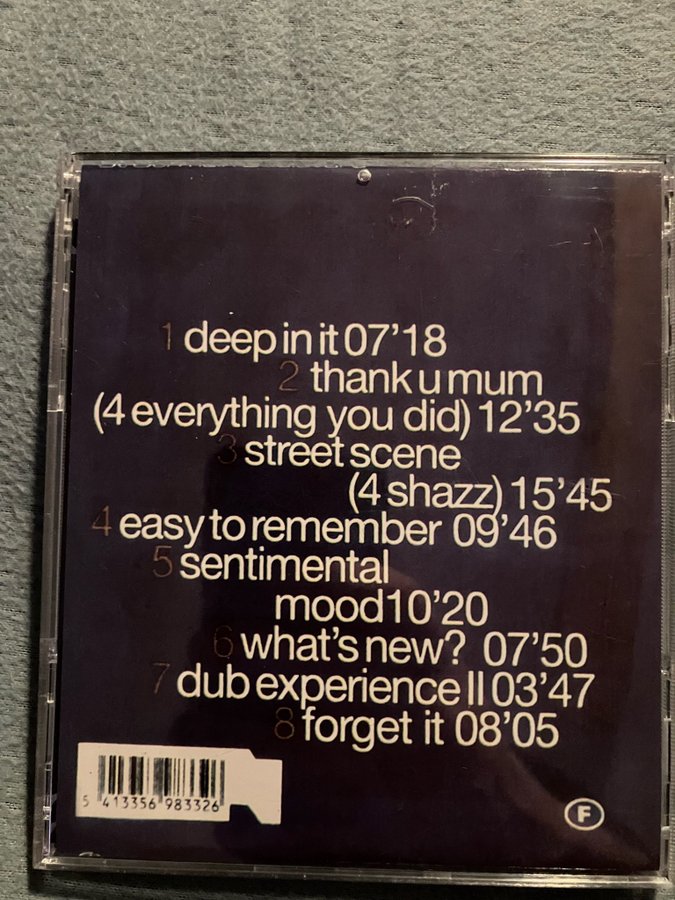 1 deep in it 07'18
2 thank u mum
(4 everything you did) 12'35
3 street scene
(4 shazz) 15'45
4 easy to remember 09'46
5 sentimental
mood 10'20
6 what's new? 07'50
7 dub experience II 03'47
8 forget it 08'05
5 413356 983326
F